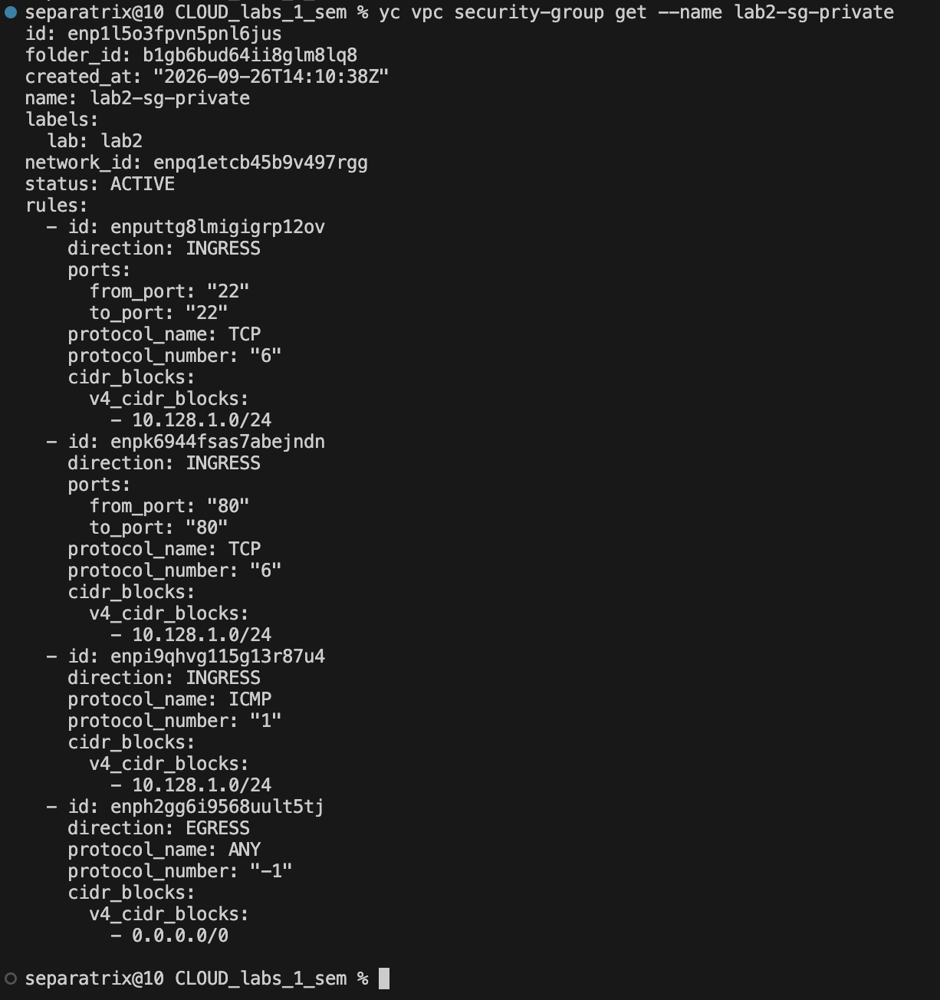 separatrix@10 CLOUD_labs_1_sem % yc vpc security-group get --name lab2-sg-private
id: enp1l5o3fpvn5pnl6jus
folder_id: b1gb6bud64ii8glm8lq8
created_at: "2026-09-26T14:10:38Z"
name: lab2-sg-private
labels:
  lab: lab2
network_id: enpq1etcb45b9v497rgg
status: ACTIVE
rules:
  - id: enputtg8lmigigrp12ov
    direction: INGRESS
    ports:
      from_port: "22"
      to_port: "22"
    protocol_name: TCP
    protocol_number: "6"
    cidr_blocks:
      v4_cidr_blocks:
        - 10.128.1.0/24
  - id: enpk6944fsas7abejndn
    direction: INGRESS
    ports:
      from_port: "80"
      to_port: "80"
    protocol_name: TCP
    protocol_number: "6"
    cidr_blocks:
      v4_cidr_blocks:
        - 10.128.1.0/24
  - id: enpi9qhvg115g13r87u4
    direction: INGRESS
    protocol_name: ICMP
    protocol_number: "1"
    cidr_blocks:
      v4_cidr_blocks:
        - 10.128.1.0/24
  - id: enph2gg6i9568uult5tj
    direction: EGRESS
    protocol_name: ANY
    protocol_number: "-1"
    cidr_blocks:
      v4_cidr_blocks:
        - 0.0.0.0/0
separatrix@10 CLOUD_labs_1_sem %